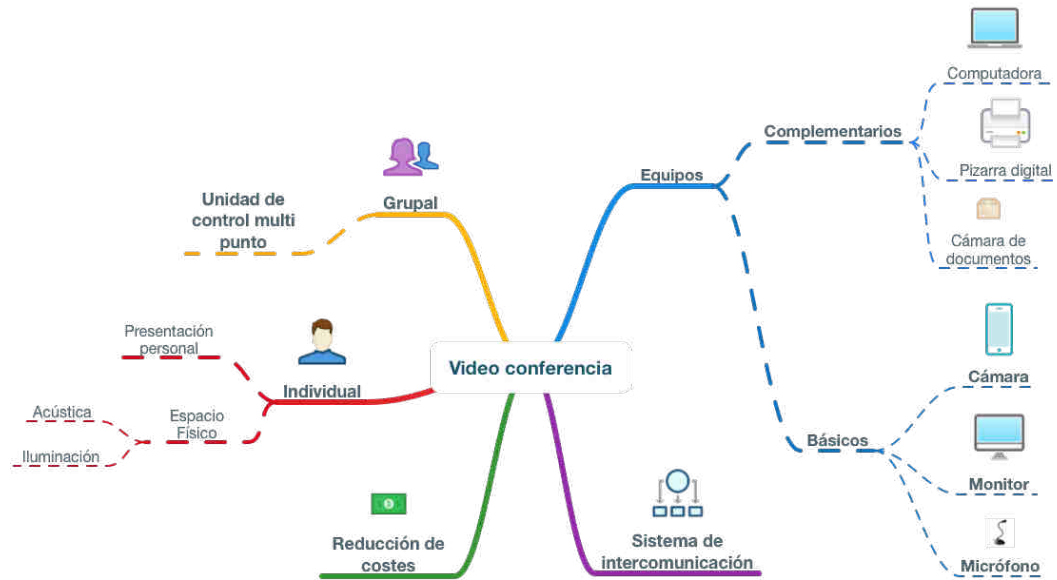 Video conferencia
Equipos
Complementarios
Computadora
Pizarra digital
Cámara de
documentos
Básicos
Cámara
Monitor
Micrófono
Sistema de
intercomunicación
Reducción de
costes
Individual
Presentación
personal
Espacio
Físico
Acústica
Iluminación
Grupal
Unidad de
control multi
punto